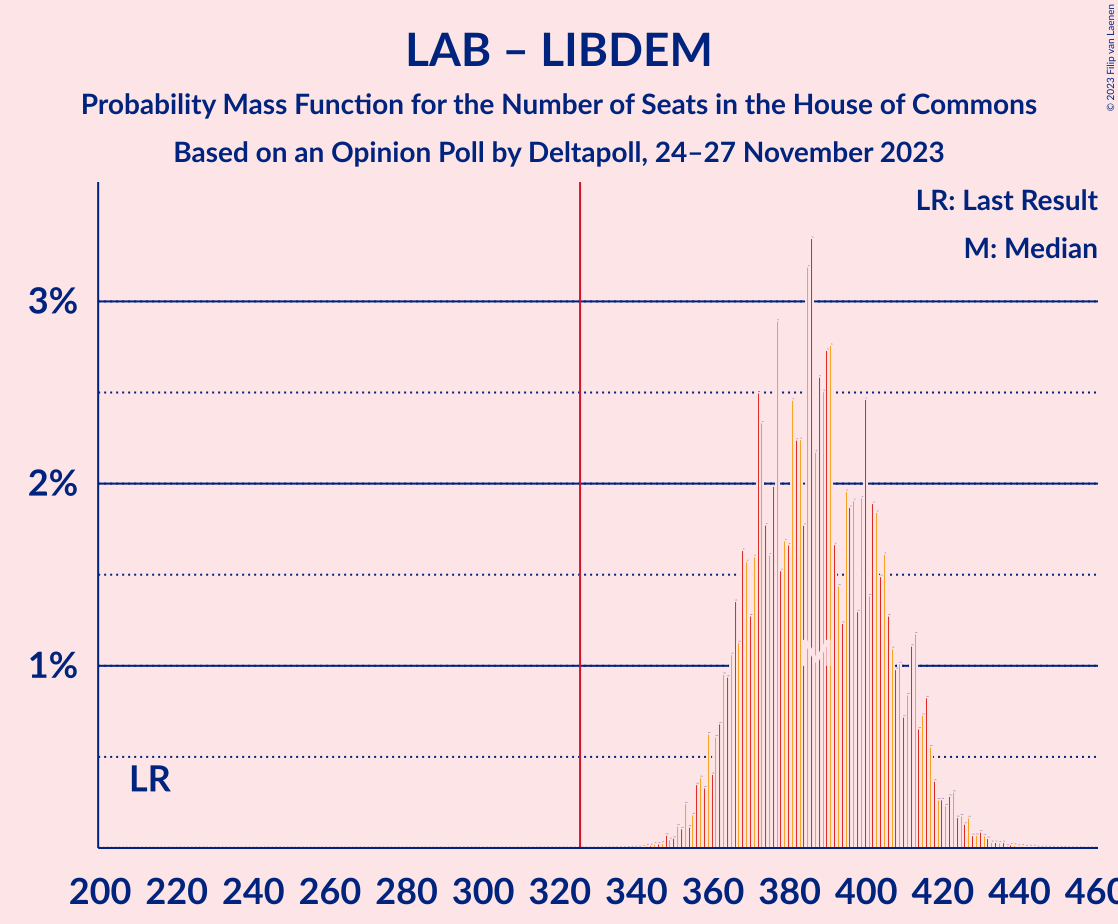 LAB – LIBDEM
Probability Mass Function for the Number of Seats in the House of Commons
Based on an Opinion Poll by Deltapoll, 24–27 November 2023
© 2023 Filip van Laenen
LR: Last Result
M: Median
3%
2%
1%
LR
M
200 220 240 260 280 300 320 340 360 380 400 420 440 460